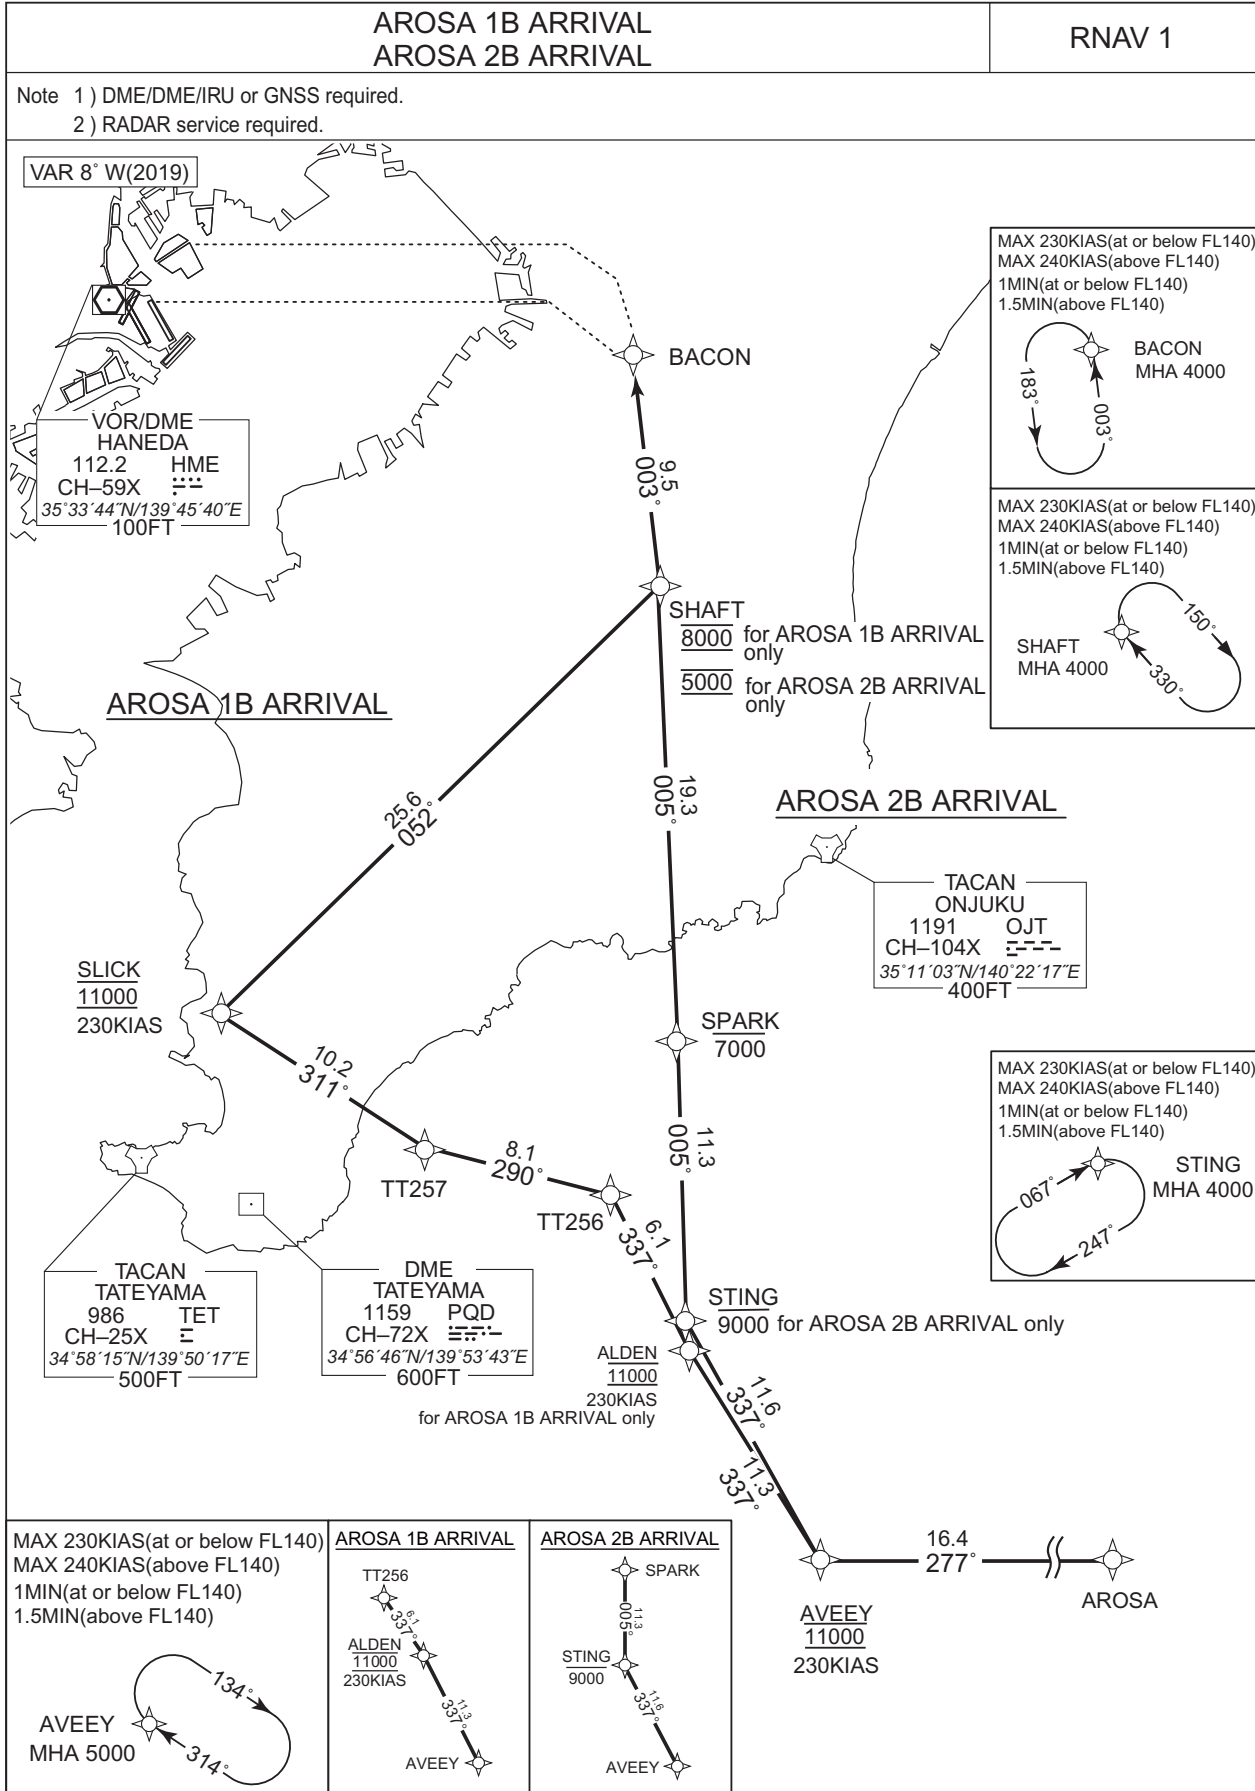 AROSA 1B ARRIVAL
AROSA 2B ARRIVAL
RNAV 1
Note 1 ) DME/DME/IRU or GNSS required.
2 ) RADAR service required.
VAR 8˚ W(2019)
MAX 230KIAS(at or below FL140)
MAX 240KIAS(above FL140)
1MIN(at or below FL140)
1.5MIN(above FL140)
BACON
MHA 4000
183˚
003˚
BACON
VOR/DME
HANEDA
112.2 HME
CH–59X
35˚33´44˝N/139˚45´40˝E
100FT
9.5
003˚
MAX 230KIAS(at or below FL140)
MAX 240KIAS(above FL140)
1MIN(at or below FL140)
1.5MIN(above FL140)
SHAFT
MHA 4000
150˚
330˚
SHAFT
8000 for AROSA 1B ARRIVAL
only
5000 for AROSA 2B ARRIVAL
only
AROSA 1B ARRIVAL
25.6
052˚
19.3
005˚
AROSA 2B ARRIVAL
TACAN
ONJUKU
1191 OJT
CH–104X
35˚11´03˝N/140˚22´17˝E
400FT
SLICK
11000
230KIAS
SPARK
7000
10.2
311˚
11.3
005˚
MAX 230KIAS(at or below FL140)
MAX 240KIAS(above FL140)
1MIN(at or below FL140)
1.5MIN(above FL140)
STING
MHA 4000
067˚
247˚
8.1
290˚
TT257
TT256
6.1
337˚
TACAN
TATEYAMA
986 TET
CH–25X
34˚58´15˝N/139˚50´17˝E
500FT
DME
TATEYAMA
1159 PQD
CH–72X
34˚56´46˝N/139˚53´43˝E
600FT
STING
9000 for AROSA 2B ARRIVAL only
ALDEN
11000
230KIAS
for AROSA 1B ARRIVAL only
11.6
337˚
11.3
337˚
16.4
277˚
AROSA
AVEEY
11000
230KIAS
MAX 230KIAS(at or below FL140)
MAX 240KIAS(above FL140)
1MIN(at or below FL140)
1.5MIN(above FL140)
AVEEY
MHA 5000
134˚
314˚
AROSA 1B ARRIVAL
TT256
6.1
337˚
ALDEN
11000
230KIAS
11.3
337˚
AVEEY
AROSA 2B ARRIVAL
SPARK
11.3
005˚
STING
9000
11.6
337˚
AVEEY